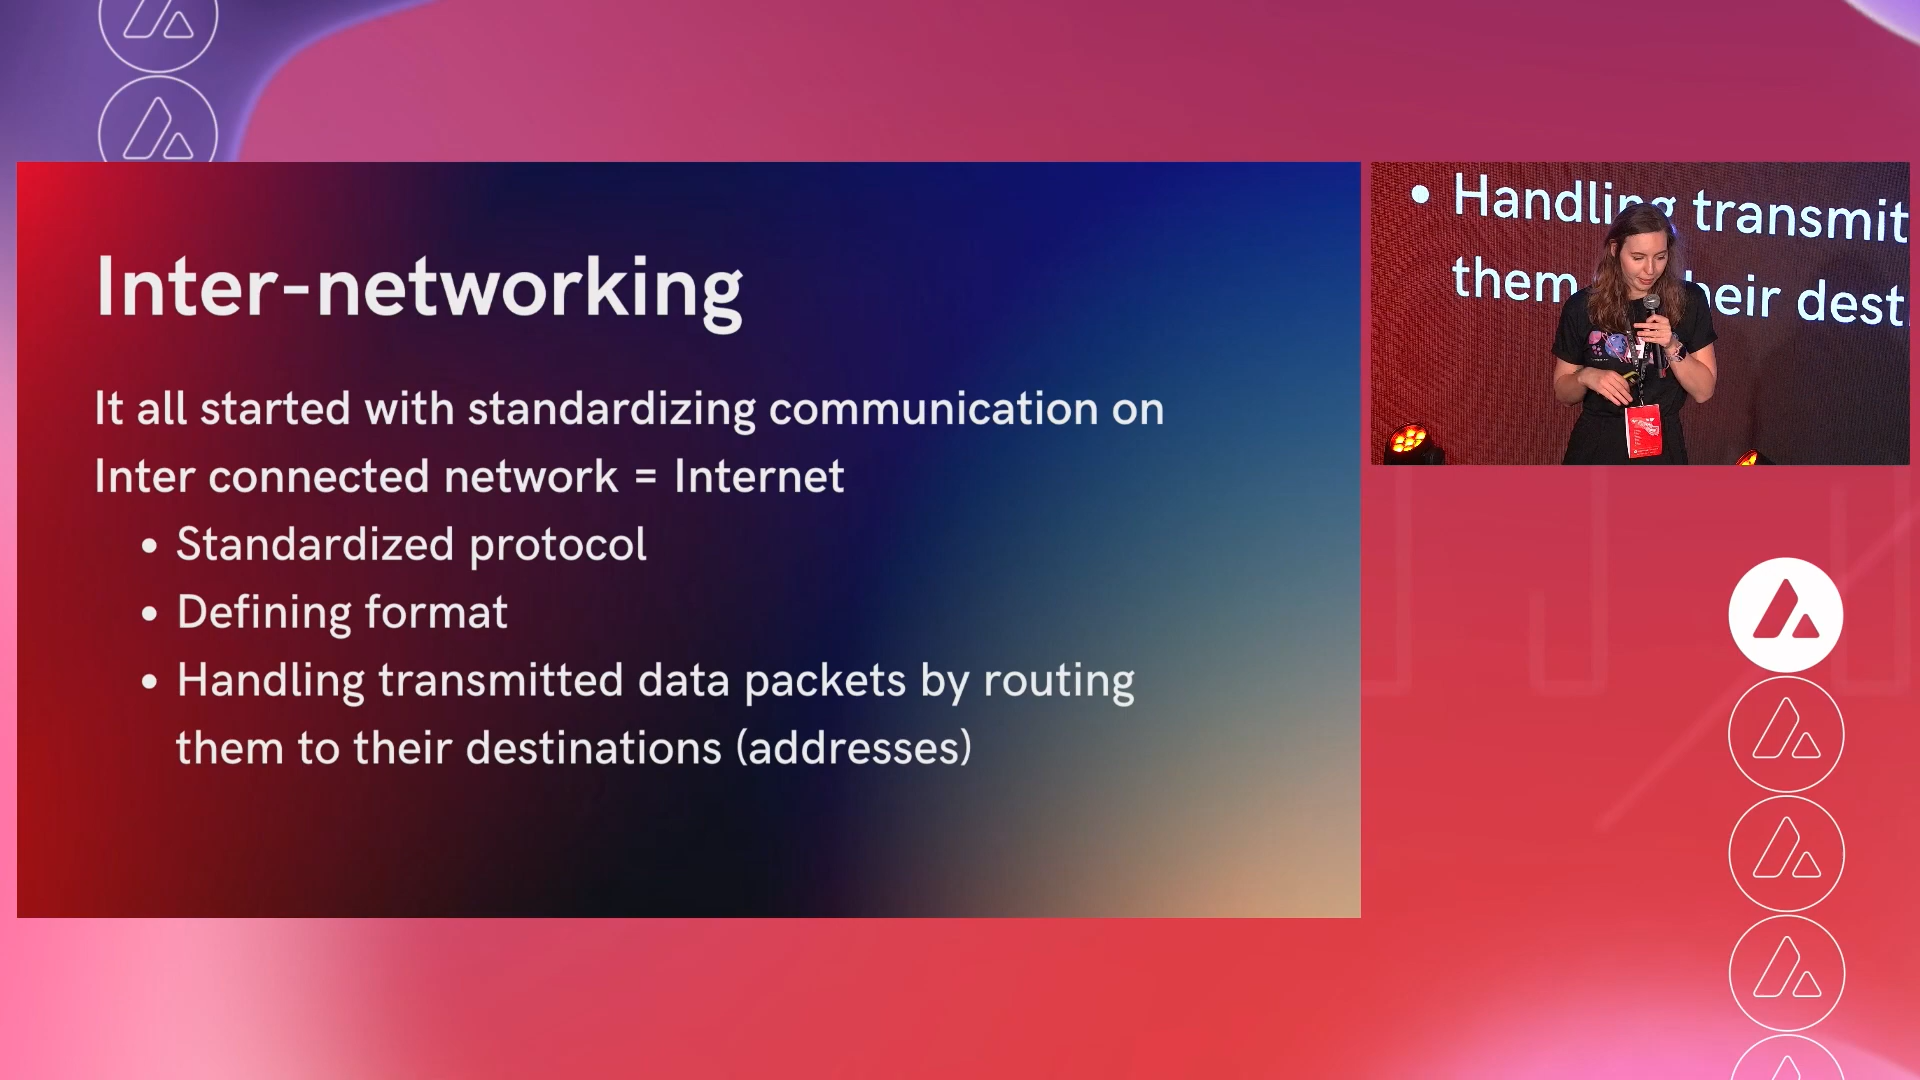 Inter-networking
It all started with standardizing communication on
Inter connected network = Internet
• Standardized protocol
• Defining format
• Handling transmitted data packets by routing
them to their destinations (addresses)
• Handling transmit
them heir dest